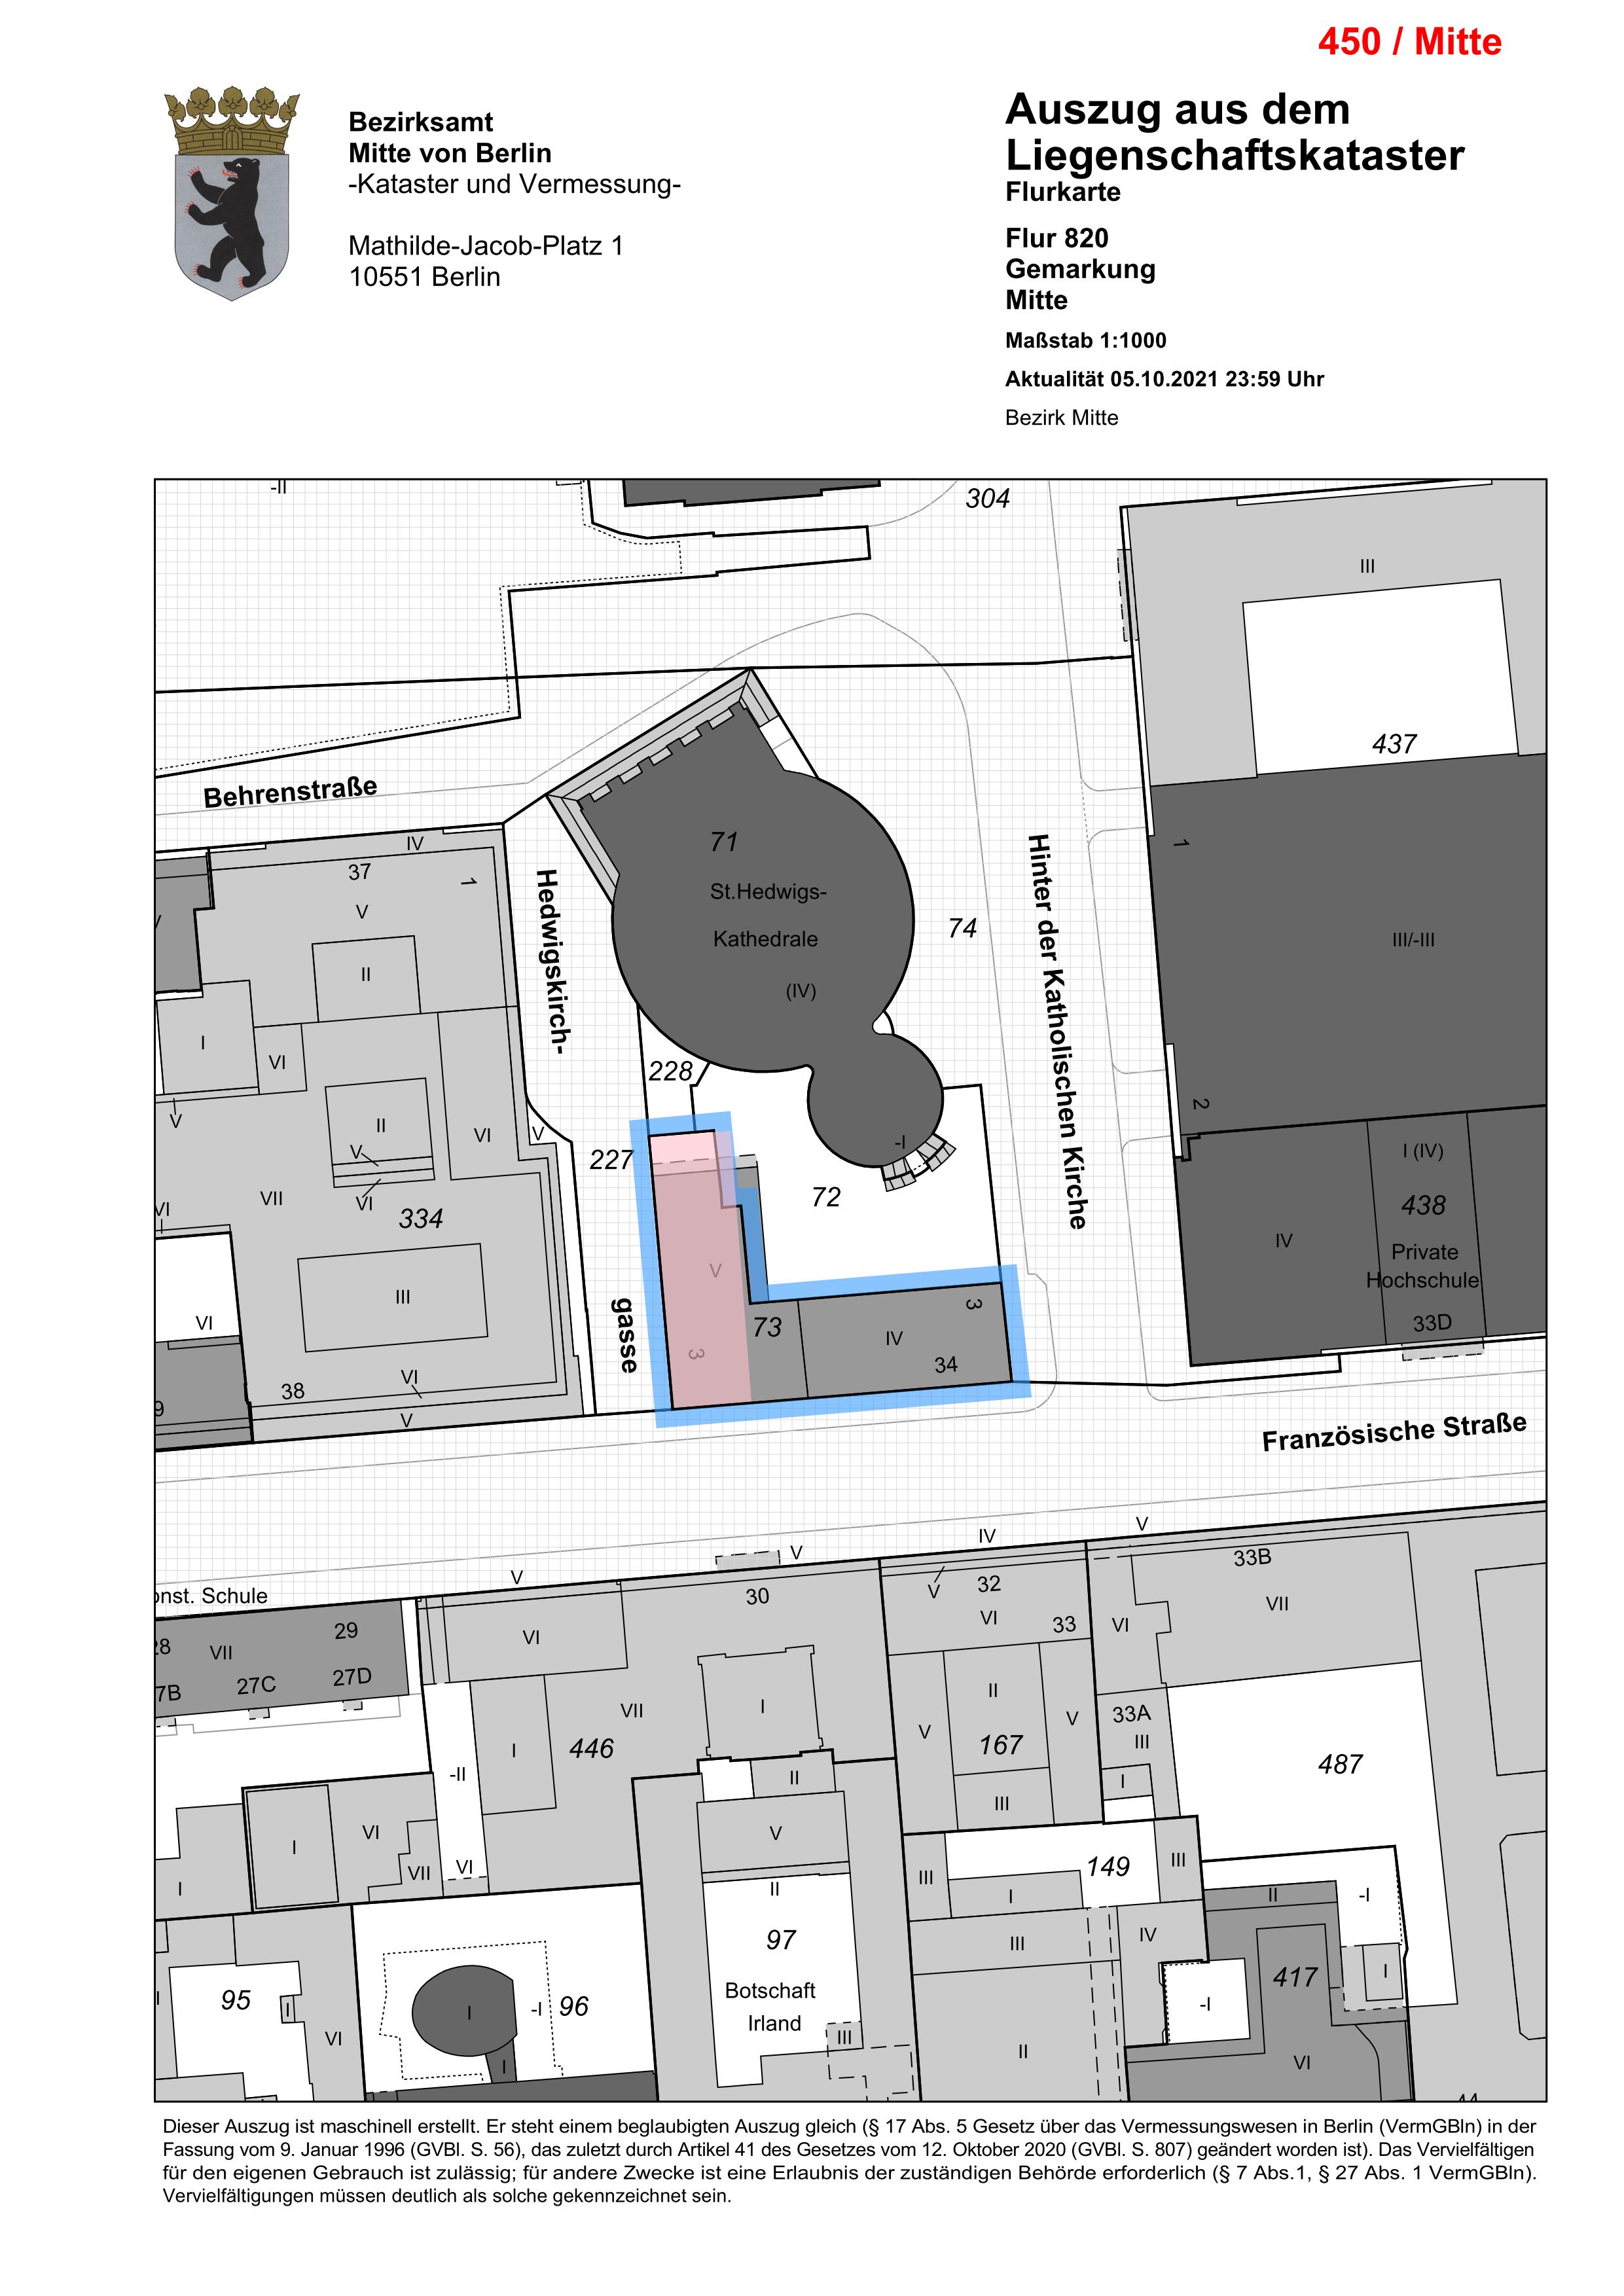 450 / Mitte
Bezirksamt
Mitte von Berlin
-Kataster und Vermessung-
Mathilde-Jacob-Platz 1
10551 Berlin
Auszug aus dem
Liegenschaftskataster
Flurkarte
Flur 820
Gemarkung
Mitte
Maßstab 1:1000
Aktualität 05.10.2021 23:59 Uhr
Bezirk Mitte
-II
304
III
437
Behrenstraße
IV
37
1
V
II
I
VI
V
Hedwigskirch-
gasse
71
St.Hedwigs-
Kathedrale
(IV)
74
Hinter der Katholischen Kirche
1
III/-III
2
228
227
-I
72
II
V
VI
VI
V
VII
VI
334
III
VI
VI
38
VI
V
V
3
73
IV
3
34
I (IV)
438
Private
Hochschule
33D
IV
Französische Straße
V
IV
V
V
Schule
29
VII
27C
27D
VI
30
VII
I
446
I
-II
V
32
VI
33
II
V
V
167
III
33B
VII
VI
33A
III
I
487
I
VI
VII
VI
I
II
V
II
III
149
III
I
III
IV
II
-I
I
417
-I
VI
95
I
VI
I
-I
96
I
97
Botschaft
Irland
III
II
Dieser Auszug ist maschinell erstellt. Er steht einem beglaubigten Auszug gleich (§ 17 Abs. 5 Gesetz über das Vermessungswesen in Berlin (VermGBln) in der
Fassung vom 9. Januar 1996 (GVBl. S. 56), das zuletzt durch Artikel 41 des Gesetzes vom 12. Oktober 2020 (GVBl. S. 807) geändert worden ist). Das Vervielfältigen
für den eigenen Gebrauch ist zulässig; für andere Zwecke ist eine Erlaubnis der zuständigen Behörde erforderlich (§ 7 Abs.1, § 27 Abs. 1 VermGBln).
Vervielfältigungen müssen deutlich als solche gekennzeichnet sein.